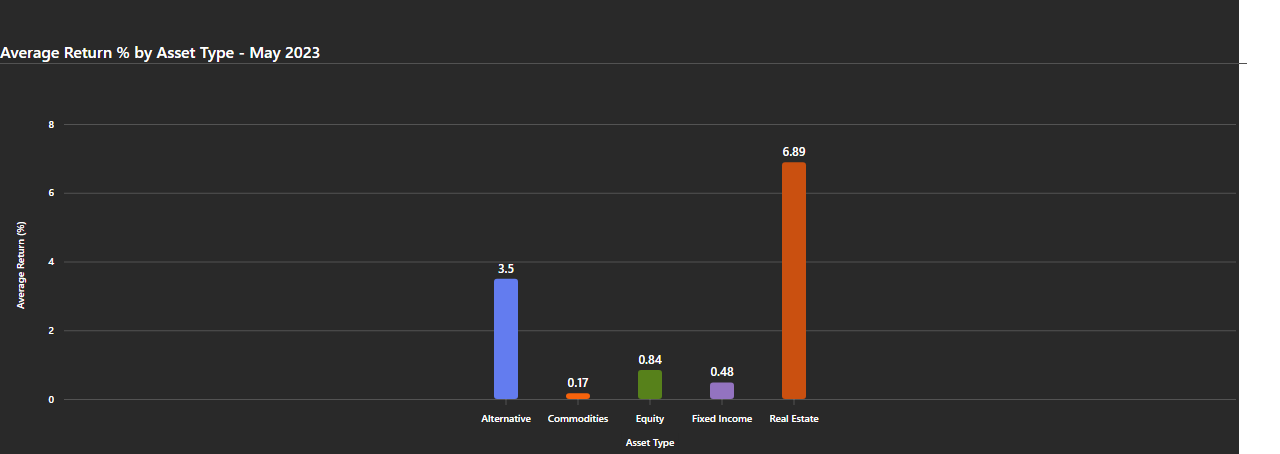 Average Return % by Asset Type - May 2023
8
6
4
2
0
Average Return (%)
3.5
0.17
0.84
0.48
6.89
Alternative
Commodities
Equity
Fixed Income
Real Estate
Asset Type